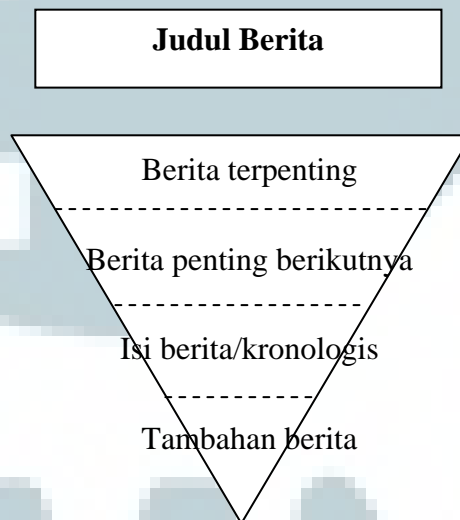 Judul Berita
Berita terpenting
Berita penting berikutnya
Isi berita/kronologis
Tambahan berita